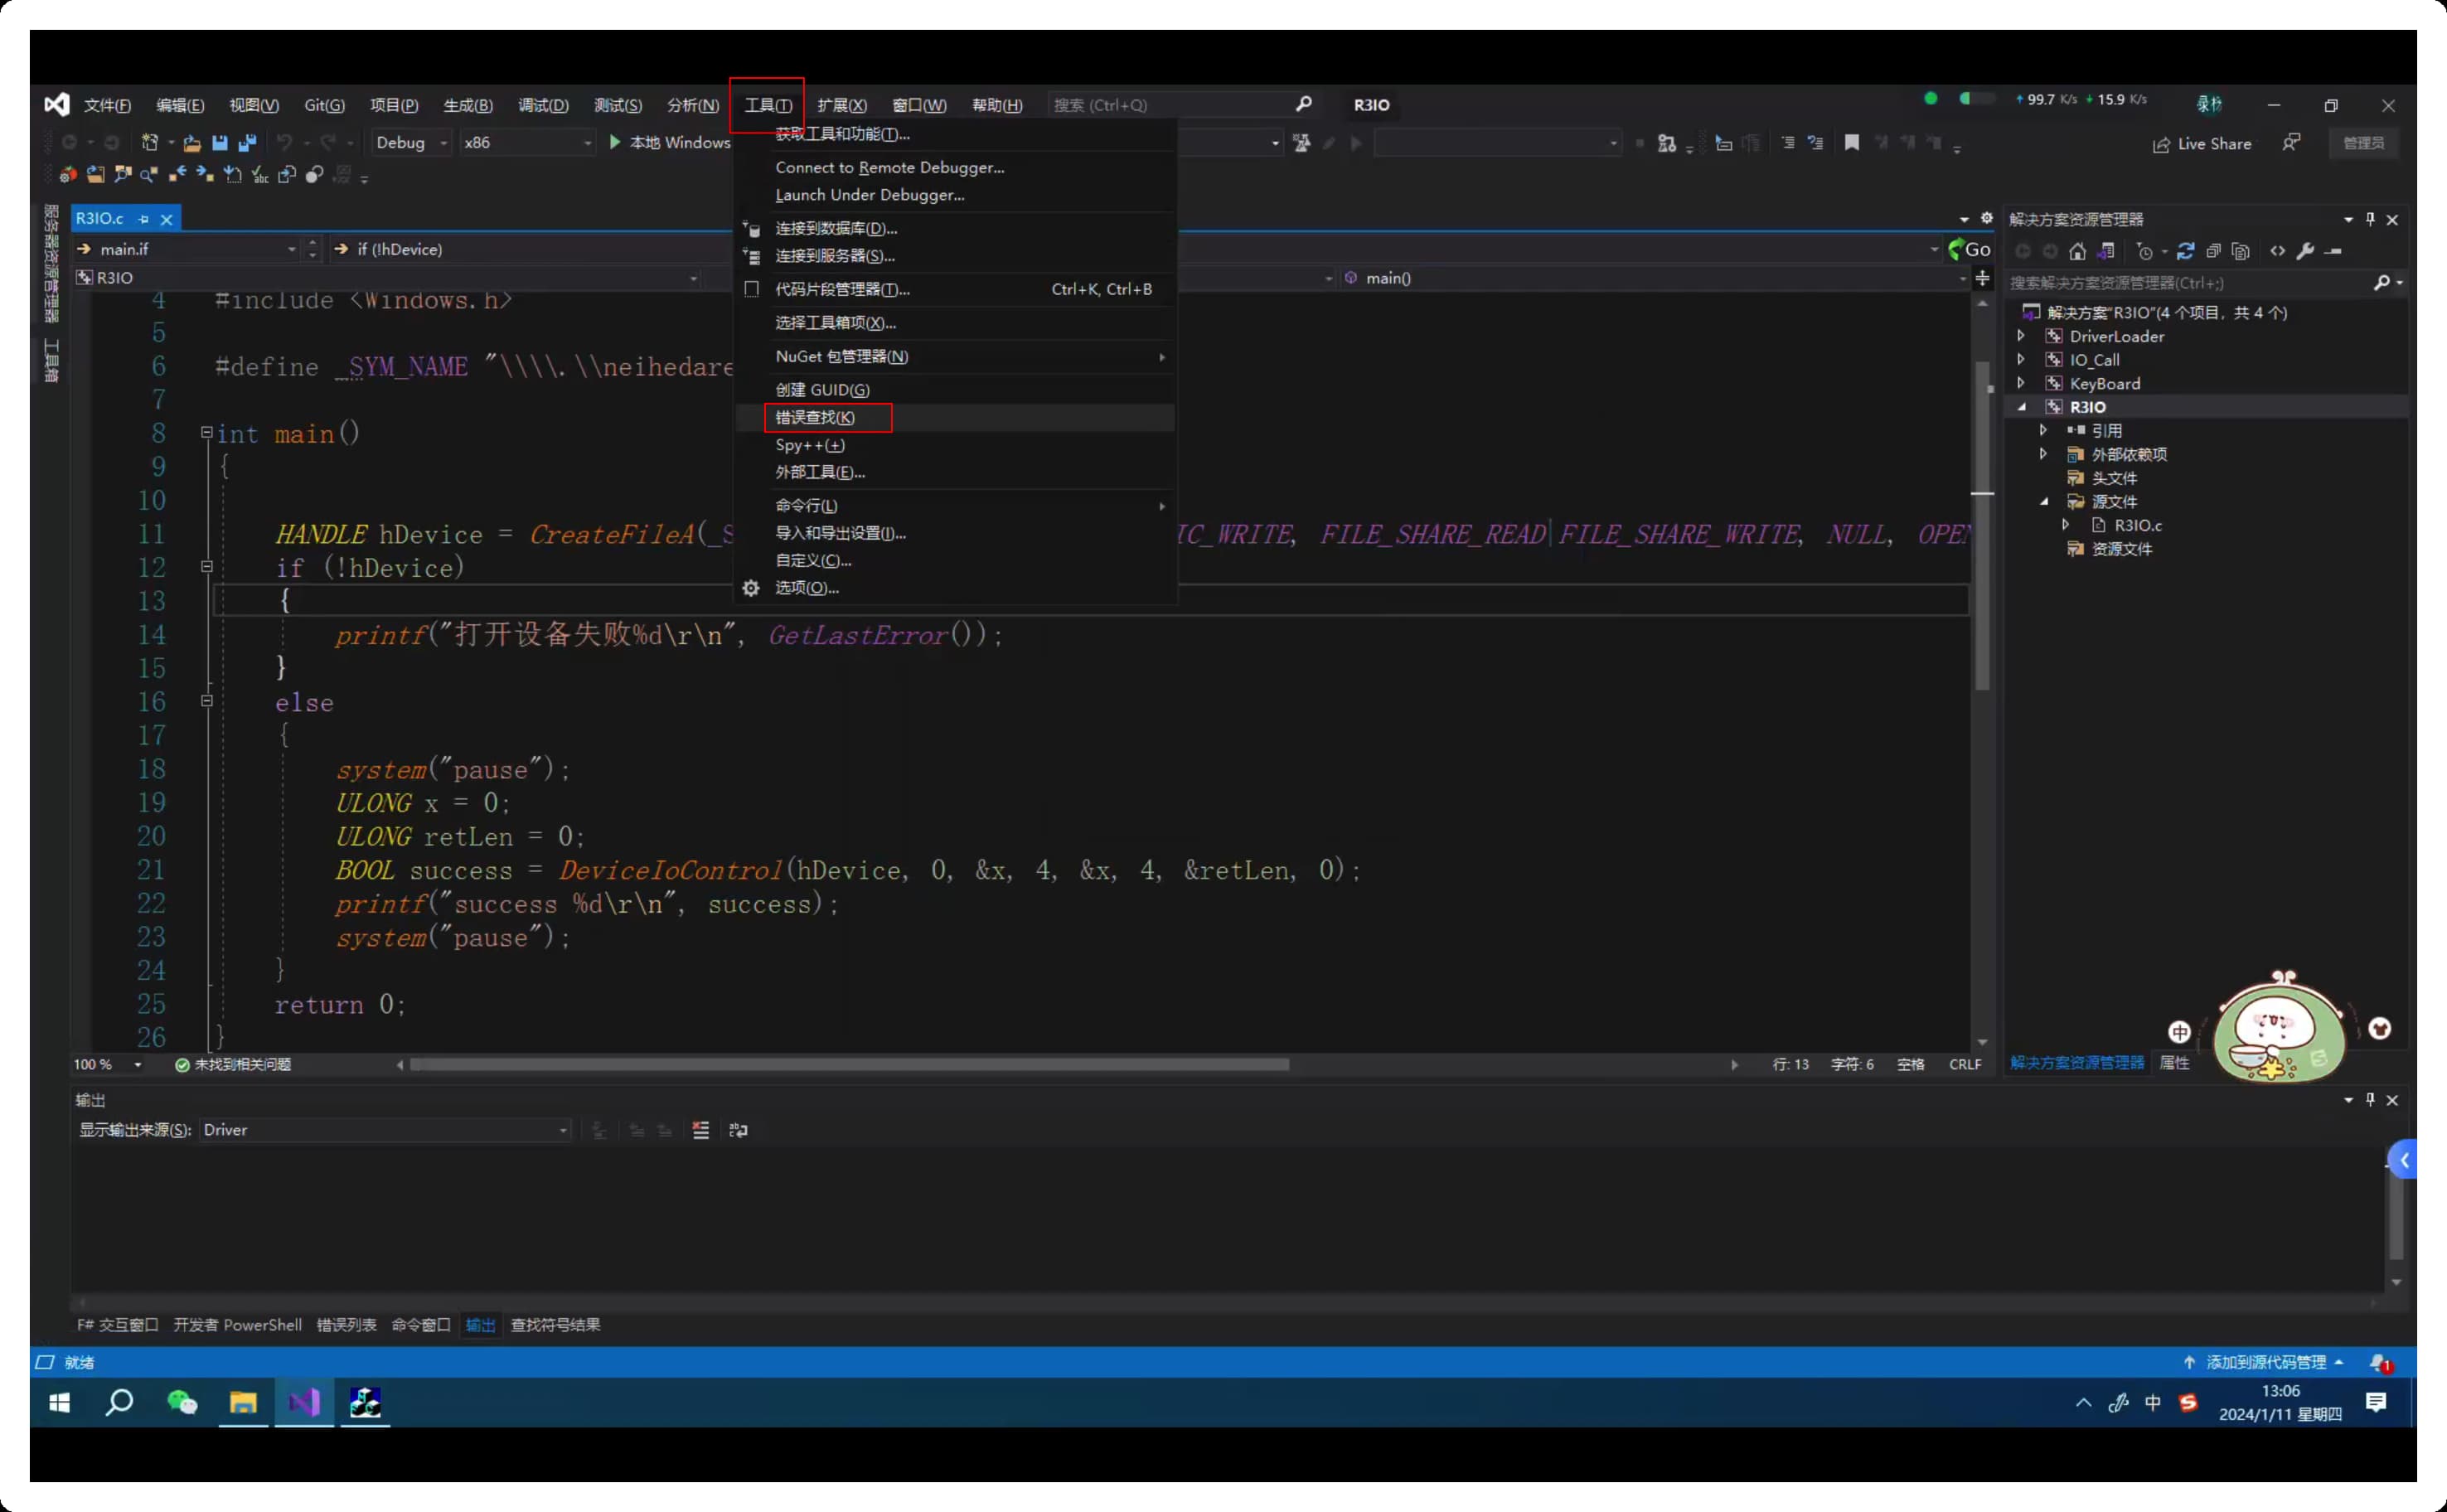 文件(F) 编辑(E) 视图(V) Git(G) 项目(P) 生成(B) 调试(D) 测试(S) 分析(N) 工具(T) 扩展(X) 窗口(W) 帮助(H) 搜索 (Ctrl+Q) R3IO
↑ 99.7 K/s ↓ 15.9 K/s
Debug x86 本地 Windows
Live Share 管理员
获取工具和功能(T)...
Connect to Remote Debugger...
Launch Under Debugger...
连接到数据库(D)...
连接到服务器(S)...
代码片段管理器(T)... Ctrl+K, Ctrl+B
选择工具箱项(X)...
NuGet 包管理器(N)
创建 GUID(G)
错误查找(K)
Spy++(+)
外部工具(E)...
命令行(L)
导入和导出设置(I)...
自定义(C)...
选项(O)...
服务器资源管理器
工具箱
R3IO.c
main.if if (!hDevice) Go
R3IO main()
4 #include <Windows.h>
5
6 #define _SYM_NAME "\\\\.\\neihedare
7
8 int main()
9 {
10
11 HANDLE hDevice = CreateFileA(_S IC_WRITE, FILE_SHARE_READ|FILE_SHARE_WRITE, NULL, OPEN
12 if (!hDevice)
13 {
14 printf("打开设备失败%d\r\n", GetLastError());
15 }
16 else
17 {
18 system("pause");
19 ULONG x = 0;
20 ULONG retLen = 0;
21 BOOL success = DeviceIoControl(hDevice, 0, &x, 4, &x, 4, &retLen, 0);
22 printf("success %d\r\n", success);
23 system("pause");
24 }
25 return 0;
26 }
100 % 未找到相关问题 行: 13 字符: 6 空格 CRLF
解决方案资源管理器
搜索解决方案资源管理器(Ctrl+;)
解决方案"R3IO"(4 个项目，共 4 个)
DriverLoader
IO_Call
KeyBoard
R3IO
引用
外部依赖项
头文件
源文件
R3IO.c
资源文件
中
解决方案资源管理器 属性
输出
显示输出来源(S): Driver
F# 交互窗口 开发者 PowerShell 错误列表 命令窗口 输出 查找符号结果
就绪 添加到源代码管理 1
中
13:06
2024/1/11 星期四